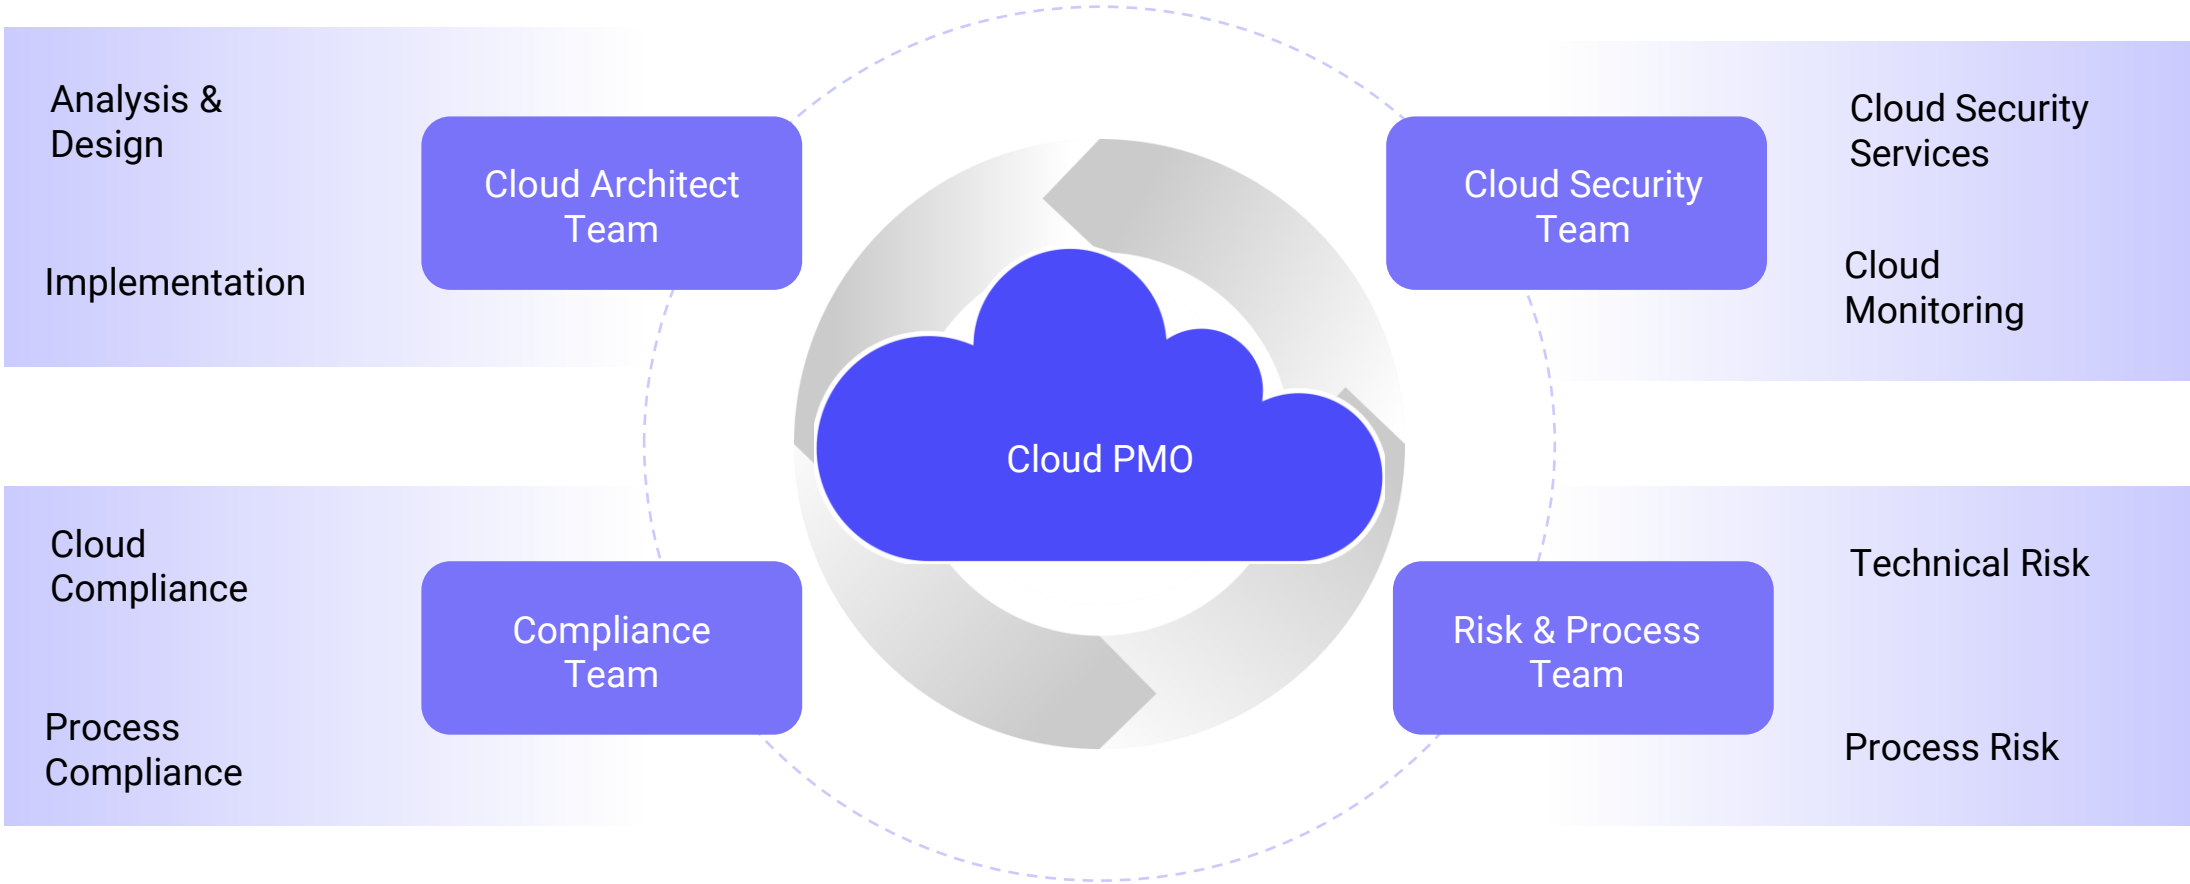 Analysis &
Design
Implementation
Cloud Architect
Team
Cloud Security
Team
Cloud Security
Services
Cloud
Monitoring
Cloud PMO
Cloud
Compliance
Process
Compliance
Compliance
Team
Risk & Process
Team
Technical Risk
Process Risk